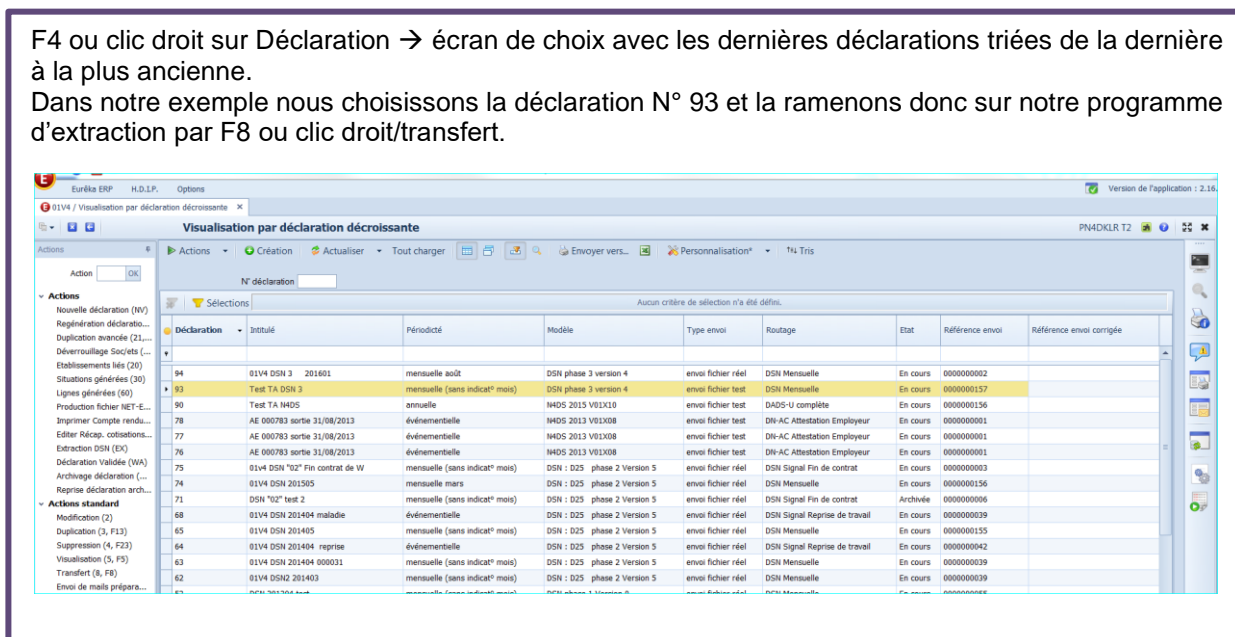 F4 ou clic droit sur Déclaration → écran de choix avec les dernières déclarations triées de la dernière
à la plus ancienne.
Dans notre exemple nous choisissons la déclaration N° 93 et la ramenons donc sur notre programme
d'extraction par F8 ou clic droit/transfert.
Eurêka ERP H.D.I.P. Options Version de l'application : 2.16.
01V4 / Visualisation par déclaration décroissante
Visualisation par déclaration décroissante PN4DKLR T2
Actions Actions Création Actualiser Tout charger Envoyer vers... Personnalisation* Tris
Action OK
N° déclaration
Actions
Sélections Aucun critère de sélection n'a été défini.
Nouvelle déclaration (NV)
Regénération déclaratio...
Duplication avancée (21,...
Déverrouillage Soc/ets (...
Etablissements liés (20)
Situations générées (30)
Lignes générées (60)
Production fichier NET-E...
Imprimer Compte rendu...
Editer Récap. cotisations...
Extraction DSN (EX)
Déclaration Validée (WA)
Archivage déclaration (...
Reprise déclaration arch...
Actions standard
Modification (2)
Duplication (3, F13)
Suppression (4, F23)
Visualisation (5, F5)
Transfert (8, F8)
Envoi de mails prépara...
Déclaration Intitulé Périodicté Modèle Type envoi Routage Etat Référence envoi Référence envoi corrigée
94 01V4 DSN 3 201601 mensuelle août DSN phase 3 version 4 envoi fichier réel DSN Mensuelle En cours 0000000002
93 Test TA DSN 3 mensuelle (sans indicat° mois) DSN phase 3 version 4 envoi fichier test DSN Mensuelle En cours 0000000157
90 Test TA N4DS annuelle N4DS 2015 V01X10 envoi fichier test DADS-U complète En cours 0000000156
78 AE 000783 sortie 31/08/2013 événementielle N4DS 2013 V01X08 envoi fichier test DN-AC Attestation Employeur En cours 0000000001
77 AE 000783 sortie 31/08/2013 événementielle N4DS 2013 V01X08 envoi fichier test DN-AC Attestation Employeur En cours 0000000001
76 AE 000783 sortie 31/08/2013 événementielle N4DS 2013 V01X08 envoi fichier test DN-AC Attestation Employeur En cours 0000000001
75 01v4 DSN "02" Fin contrat de W mensuelle (sans indicat° mois) DSN : D25 phase 2 Version 5 envoi fichier réel DSN Signal Fin de contrat En cours 0000000003
74 01V4 DSN 201505 mensuelle mars DSN : D25 phase 2 Version 5 envoi fichier réel DSN Mensuelle En cours 0000000156
71 DSN "02" test 2 mensuelle (sans indicat° mois) DSN : D25 phase 2 Version 5 envoi fichier réel DSN Signal Fin de contrat Archivée 0000000006
68 01V4 DSN 201404 maladie événementielle DSN : D25 phase 2 Version 5 envoi fichier réel DSN Signal Reprise de travail En cours 0000000039
65 01V4 DSN 201405 mensuelle (sans indicat° mois) DSN : D25 phase 2 Version 5 envoi fichier réel DSN Mensuelle En cours 0000000155
64 01V4 DSN 201404 reprise événementielle DSN : D25 phase 2 Version 5 envoi fichier réel DSN Signal Reprise de travail En cours 0000000042
63 01V4 DSN 201404 000031 mensuelle (sans indicat° mois) DSN : D25 phase 2 Version 5 envoi fichier réel DSN Mensuelle En cours 0000000039
62 01V4 DSN2 201403 mensuelle (sans indicat° mois) DSN : D25 phase 2 Version 5 envoi fichier réel DSN Mensuelle En cours 0000000039